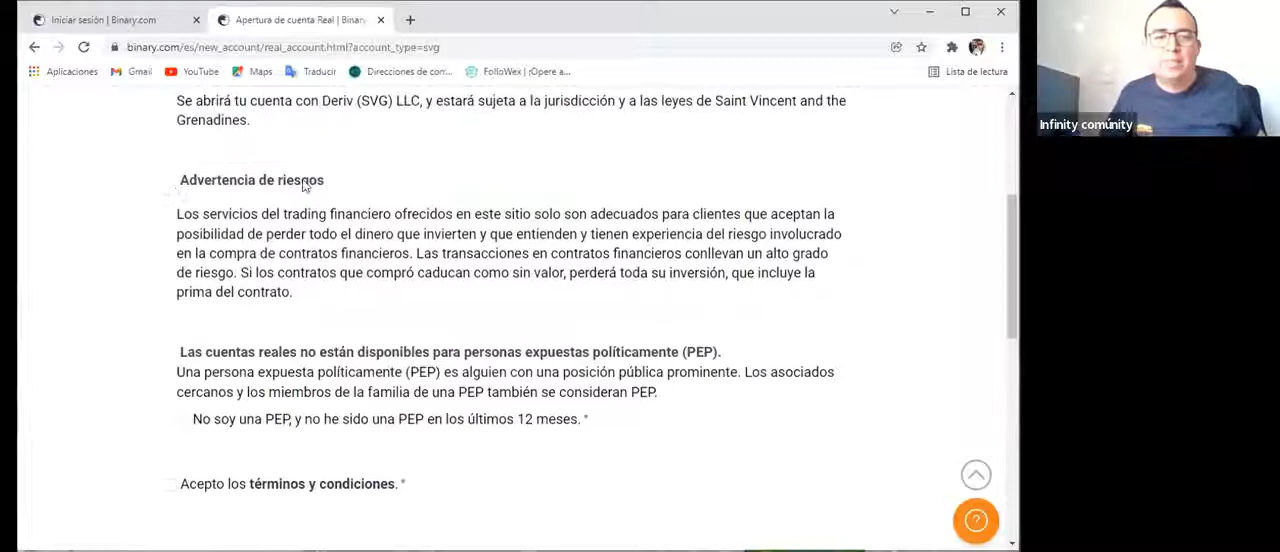 Iniciar sesión | Binary.com
Apertura de cuenta Real | Binary
binary.com/es/new_account/real_account.html?account_type=svg
Aplicaciones
Gmail
YouTube
Maps
Traducir
Direcciones de corr...
FolloWex | ¡Opere a...
Lista de lectura
Se abrirá tu cuenta con Deriv (SVG) LLC, y estará sujeta a la jurisdicción y a las leyes de Saint Vincent and the
Grenadines.
Advertencia de riesgos
Los servicios del trading financiero ofrecidos en este sitio solo son adecuados para clientes que aceptan la
posibilidad de perder todo el dinero que invierten y que entienden y tienen experiencia del riesgo involucrado
en la compra de contratos financieros. Las transacciones en contratos financieros conllevan un alto grado
de riesgo. Si los contratos que compró caducan como sin valor, perderá toda su inversión, que incluye la
prima del contrato.
Las cuentas reales no están disponibles para personas expuestas políticamente (PEP).
Una persona expuesta políticamente (PEP) es alguien con una posición pública prominente. Los asociados
cercanos y los miembros de la familia de una PEP también se consideran PEP.
No soy una PEP, y no he sido una PEP en los últimos 12 meses. *
Acepto los términos y condiciones. *
Infinity comúnity